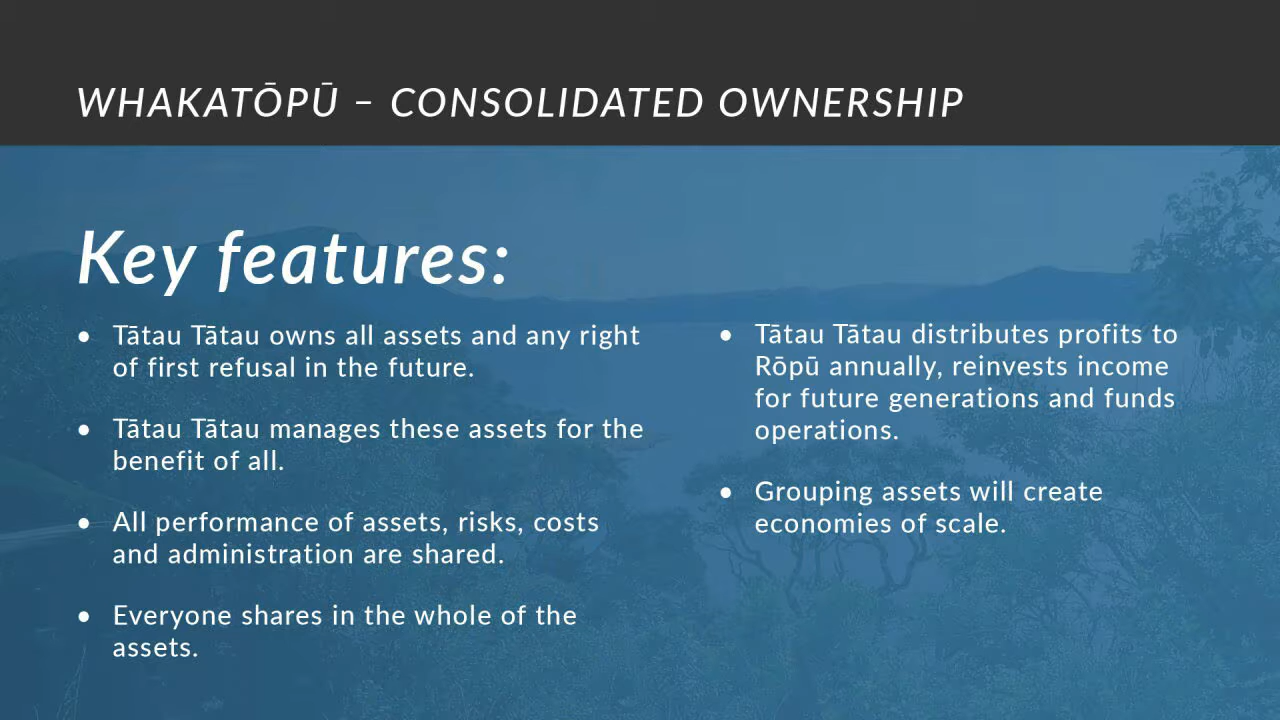 WHAKATŌPŪ – CONSOLIDATED OWNERSHIP
Key features:
• Tātau Tātau owns all assets and any right
of first refusal in the future.
• Tātau Tātau manages these assets for the
benefit of all.
• All performance of assets, risks, costs
and administration are shared.
• Everyone shares in the whole of the
assets.
• Tātau Tātau distributes profits to
Rōpū annually, reinvests income
for future generations and funds
operations.
• Grouping assets will create
economies of scale.